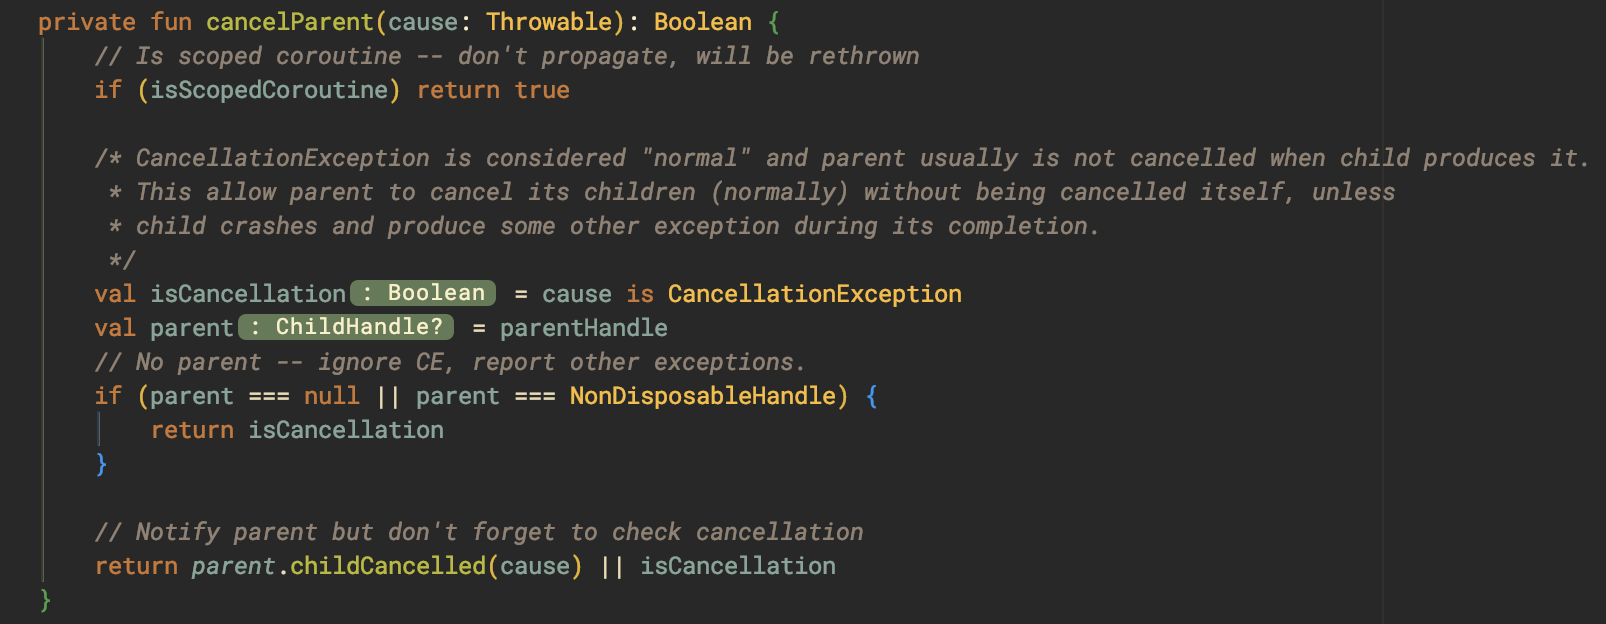 private fun cancelParent(cause: Throwable): Boolean {
// Is scoped coroutine -- don't propagate, will be rethrown
if (isScopedCoroutine) return true
/* CancellationException is considered "normal" and parent usually is not cancelled when child produces it.
* This allow parent to cancel its children (normally) without being cancelled itself, unless
* child crashes and produce some other exception during its completion.
*/
val isCancellation : Boolean = cause is CancellationException
val parent : ChildHandle? = parentHandle
// No parent -- ignore CE, report other exceptions.
if (parent === null || parent === NonDisposableHandle) {
return isCancellation
}
// Notify parent but don't forget to check cancellation
return parent.childCancelled(cause) || isCancellation
}